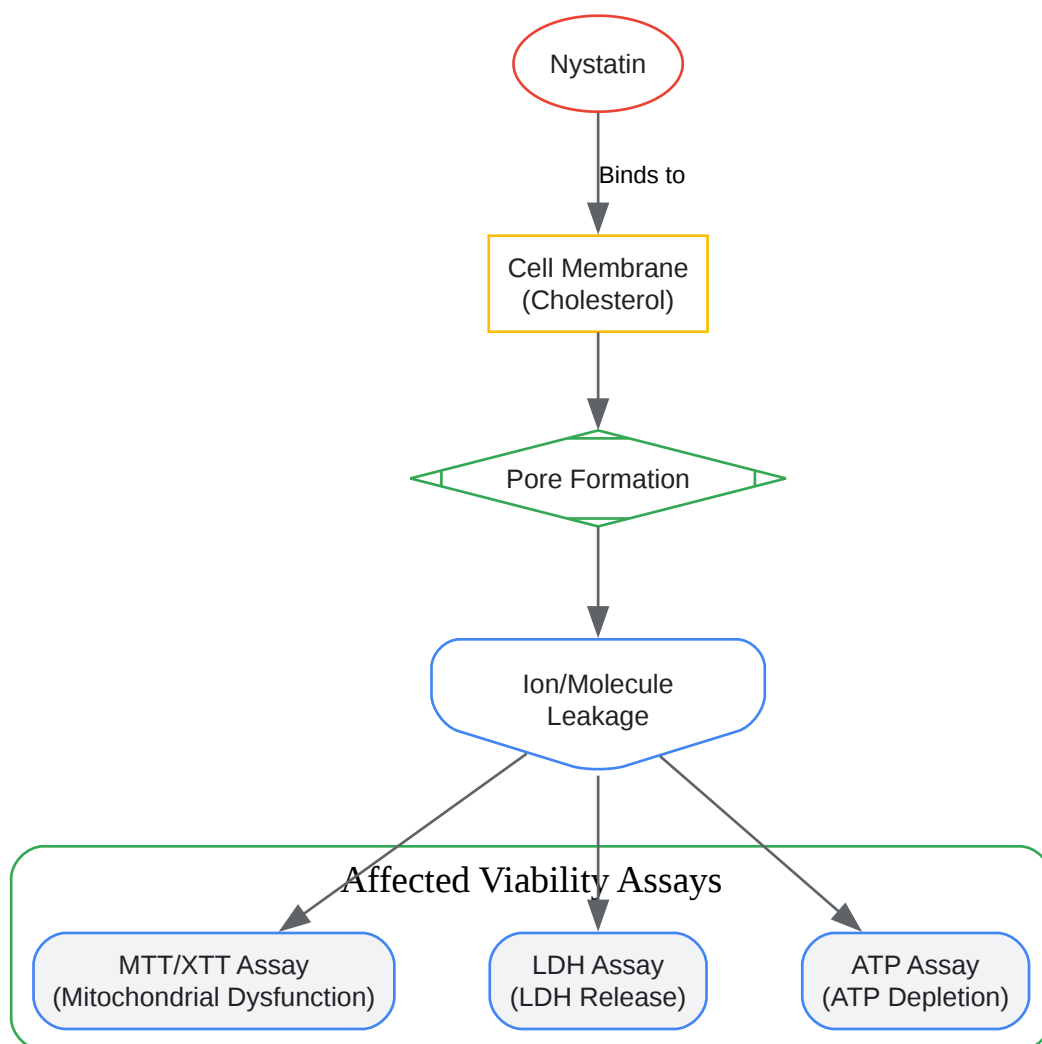 Nystatin
Binds to
Cell Membrane
(Cholesterol)
Pore Formation
Ion/Molecule
Leakage
Affected Viability Assays
MTT/XTT Assay
(Mitochondrial Dysfunction)
LDH Assay
(LDH Release)
ATP Assay
(ATP Depletion)